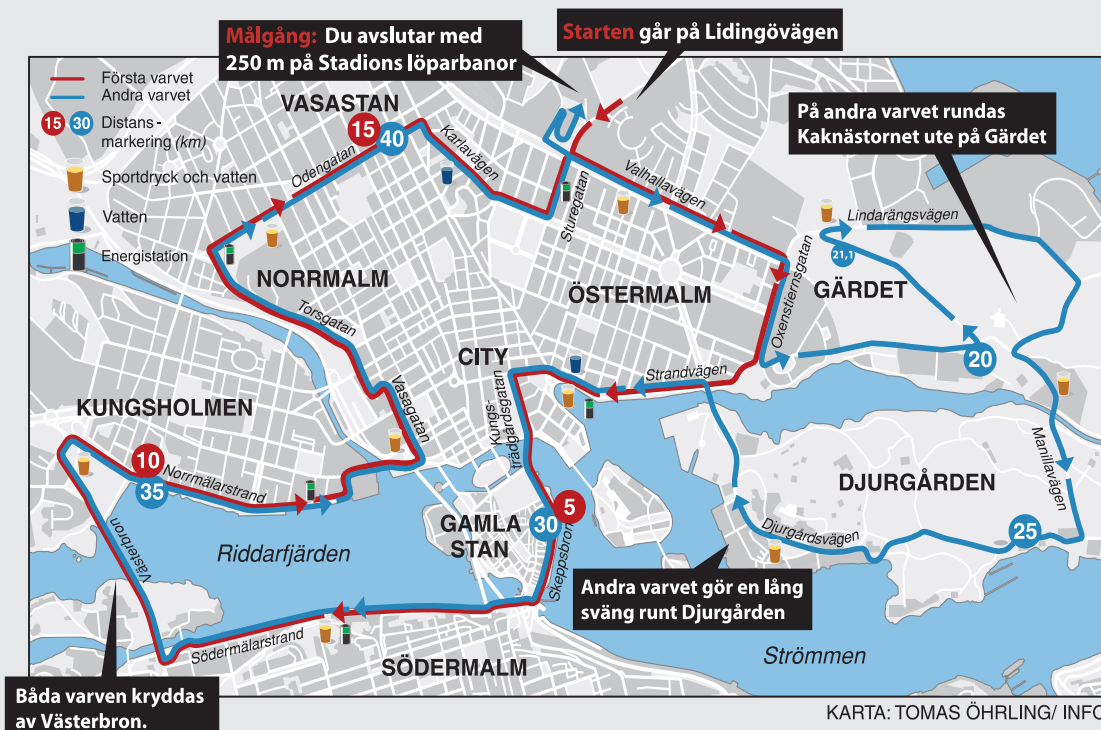 Målgång: Du avslutar med
250 m på Stadions löparbanor
Starten går på Lidingövägen
Första varvet
Andra varvet
15 30 Distans-
markering (km)
Sportdryck och vatten
Vatten
Energistation
På andra varvet rundas
Kaknästornet ute på Gärdet
VASASTAN
15
40
Odengatan
Karlavägen
Sturegatan
Valhallavägen
Lindarängsvägen
21,1
NORRMALM
ÖSTERMALM
Oxenstiernsgatan
GÄRDET
Torsgatan
CITY
20
Strandvägen
KUNGSHOLMEN
Vasagatan
Kungs-
trädgårdsgatan
10
35
Norrmälarstrand
Manillavägen
DJURGÅRDEN
5
30
GAMLA
STAN
Skeppsbron
Djurgårdsvägen
25
Västerbron
Riddarfjärden
Andra varvet gör en lång
sväng runt Djurgården
Södermälarstrand
SÖDERMALM
Strömmen
Båda varven kryddas
av Västerbron.
KARTA: TOMAS ÖHRLING/ INFO